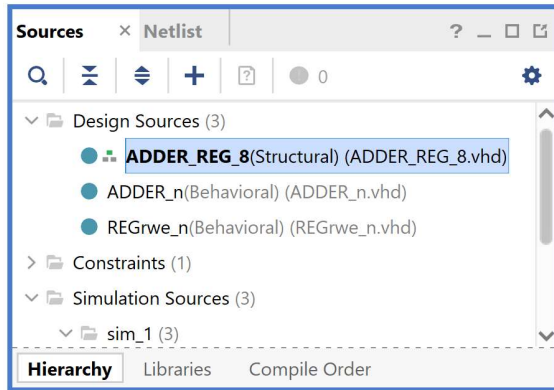 Sources × Netlist ? _
+ ? 0
Design Sources (3)
ADDER_REG_8(Structural) (ADDER_REG_8.vhd)
ADDER_n(Behavioral) (ADDER_n.vhd)
REGrwe_n(Behavioral) (REGrwe_n.vhd)
Constraints (1)
Simulation Sources (3)
sim_1 (3)
Hierarchy Libraries Compile Order